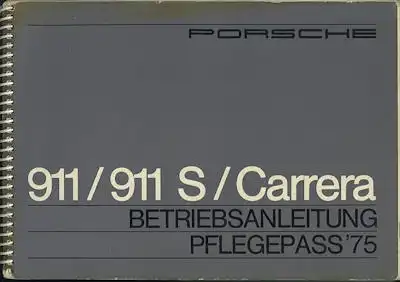 PORSCHE
911/911 S/Carrera
BETRIEBSANLEITUNG
PFLEGEPASS'75